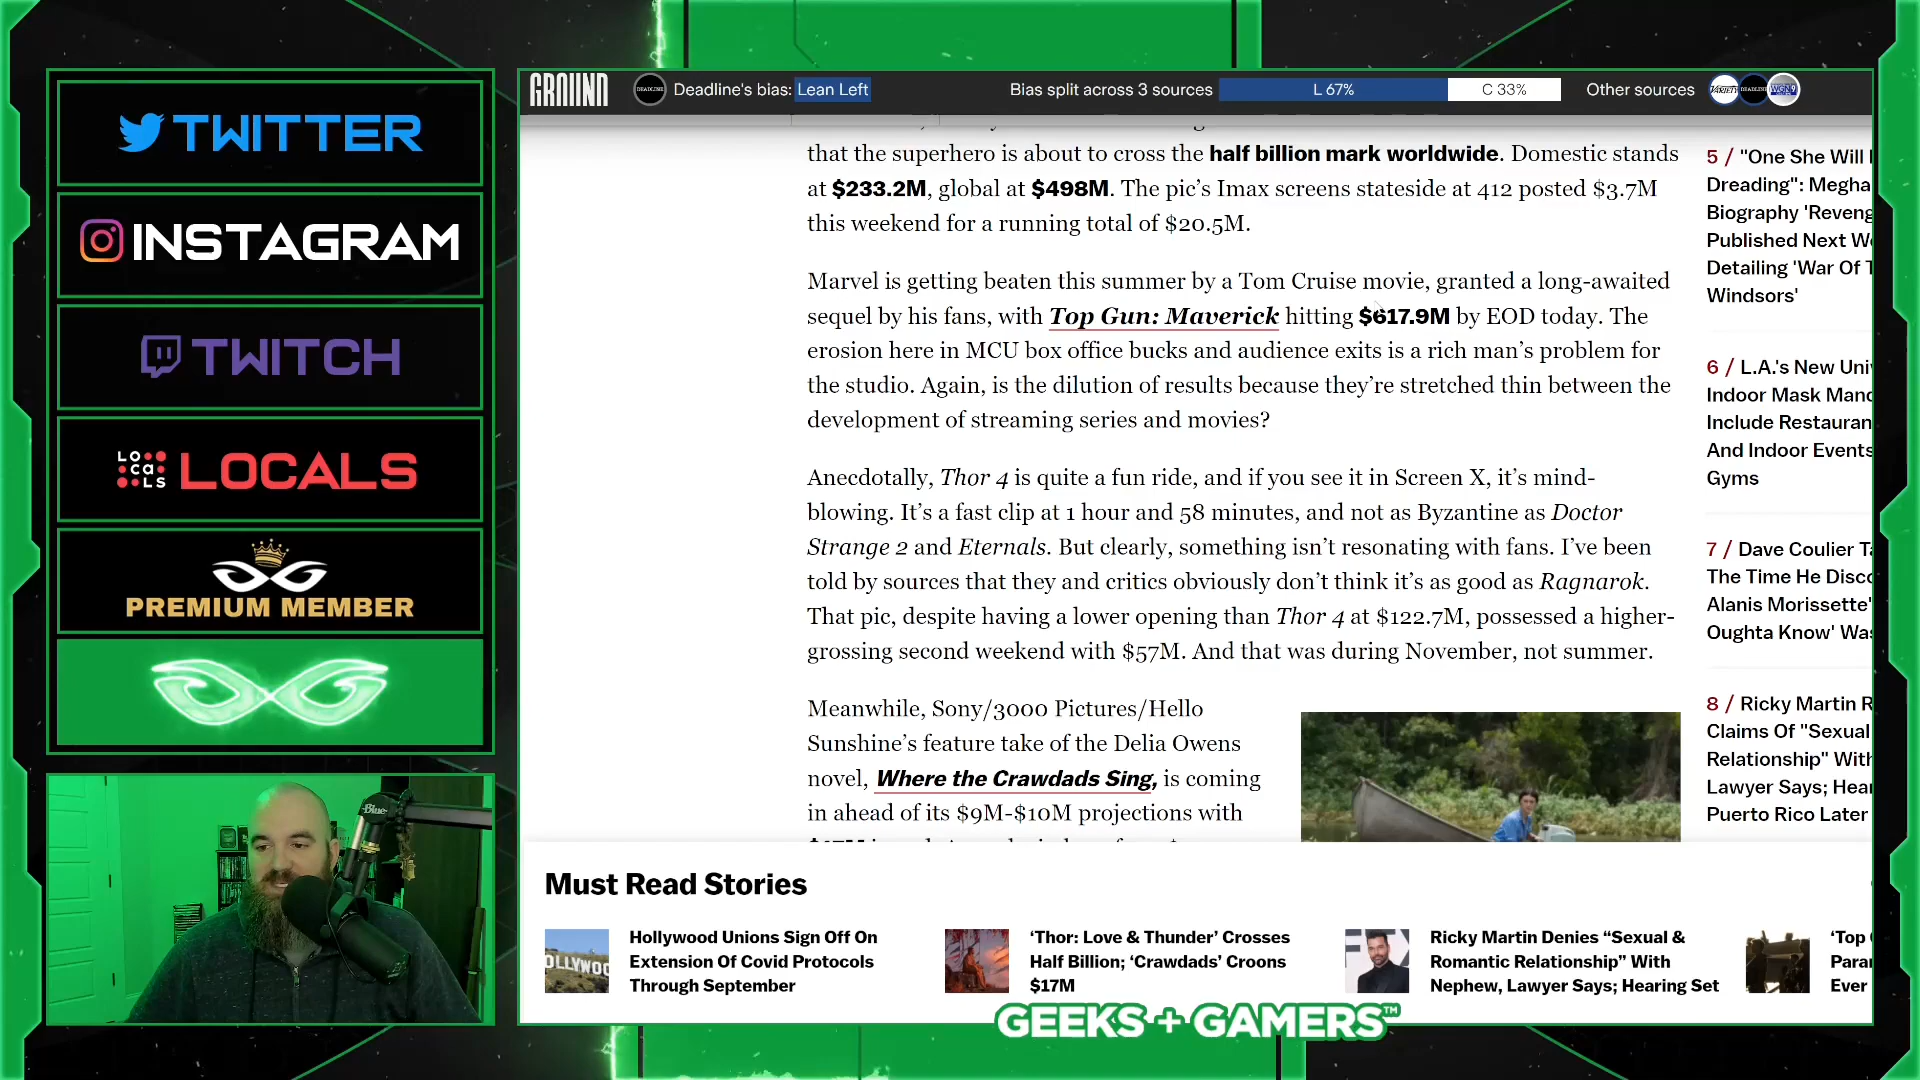 TWITTER
INSTAGRAM
TWITCH
LOCALS
LOCALS
PREMIUM MEMBER
GROUND
DEADLINE
Deadline's bias: Lean Left
Bias split across 3 sources
L 67%
C 33%
Other sources
VARIETY
DEADLINE
WGN9
that the superhero is about to cross the half billion mark worldwide. Domestic stands
at $233.2M, global at $498M. The pic’s Imax screens stateside at 412 posted $3.7M
this weekend for a running total of $20.5M.
Marvel is getting beaten this summer by a Tom Cruise movie, granted a long-awaited
sequel by his fans, with Top Gun: Maverick hitting $617.9M by EOD today. The
erosion here in MCU box office bucks and audience exits is a rich man’s problem for
the studio. Again, is the dilution of results because they’re stretched thin between the
development of streaming series and movies?
Anecdotally, Thor 4 is quite a fun ride, and if you see it in Screen X, it’s mind-
blowing. It’s a fast clip at 1 hour and 58 minutes, and not as Byzantine as Doctor
Strange 2 and Eternals. But clearly, something isn’t resonating with fans. I’ve been
told by sources that they and critics obviously don’t think it’s as good as Ragnarok.
That pic, despite having a lower opening than Thor 4 at $122.7M, possessed a higher-
grossing second weekend with $57M. And that was during November, not summer.
Meanwhile, Sony/3000 Pictures/Hello
Sunshine’s feature take of the Delia Owens
novel, Where the Crawdads Sing, is coming
in ahead of its $9M-$10M projections with
5 / "One She Will
Dreading": Megha
Biography 'Reveng
Published Next W
Detailing 'War Of
Windsors'
6 / L.A.'s New Uni
Indoor Mask Mand
Include Restauran
And Indoor Events
Gyms
7 / Dave Coulier T
The Time He Disco
Alanis Morissette'
Oughta Know' Wa
8 / Ricky Martin R
Claims Of "Sexual
Relationship" With
Lawyer Says; Hear
Puerto Rico Later
Must Read Stories
Hollywood Unions Sign Off On
Extension Of Covid Protocols
Through September
‘Thor: Love & Thunder’ Crosses
Half Billion; ‘Crawdads’ Croons
$17M
Ricky Martin Denies “Sexual &
Romantic Relationship” With
Nephew, Lawyer Says; Hearing Set
‘Top
Para
Ever
Blue
GEEKS + GAMERS™